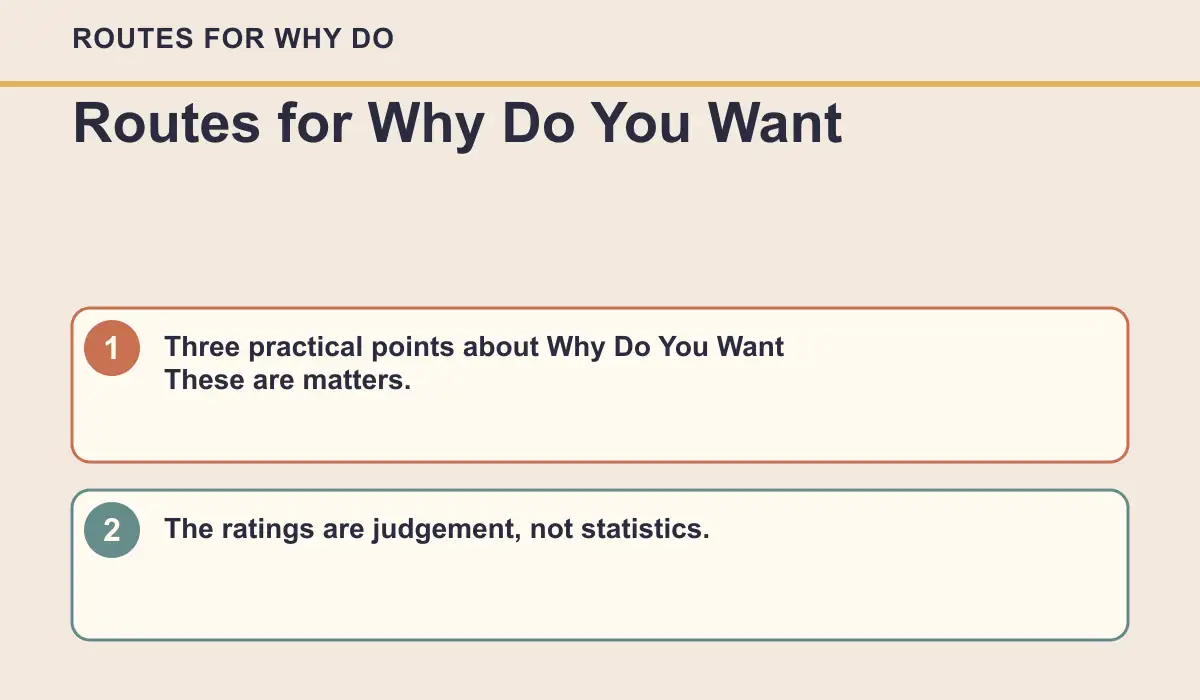 ROUTES FOR WHY DO
Routes for Why Do You Want
1
Three practical points about Why Do You Want
These are matters.
2
The ratings are judgement, not statistics.